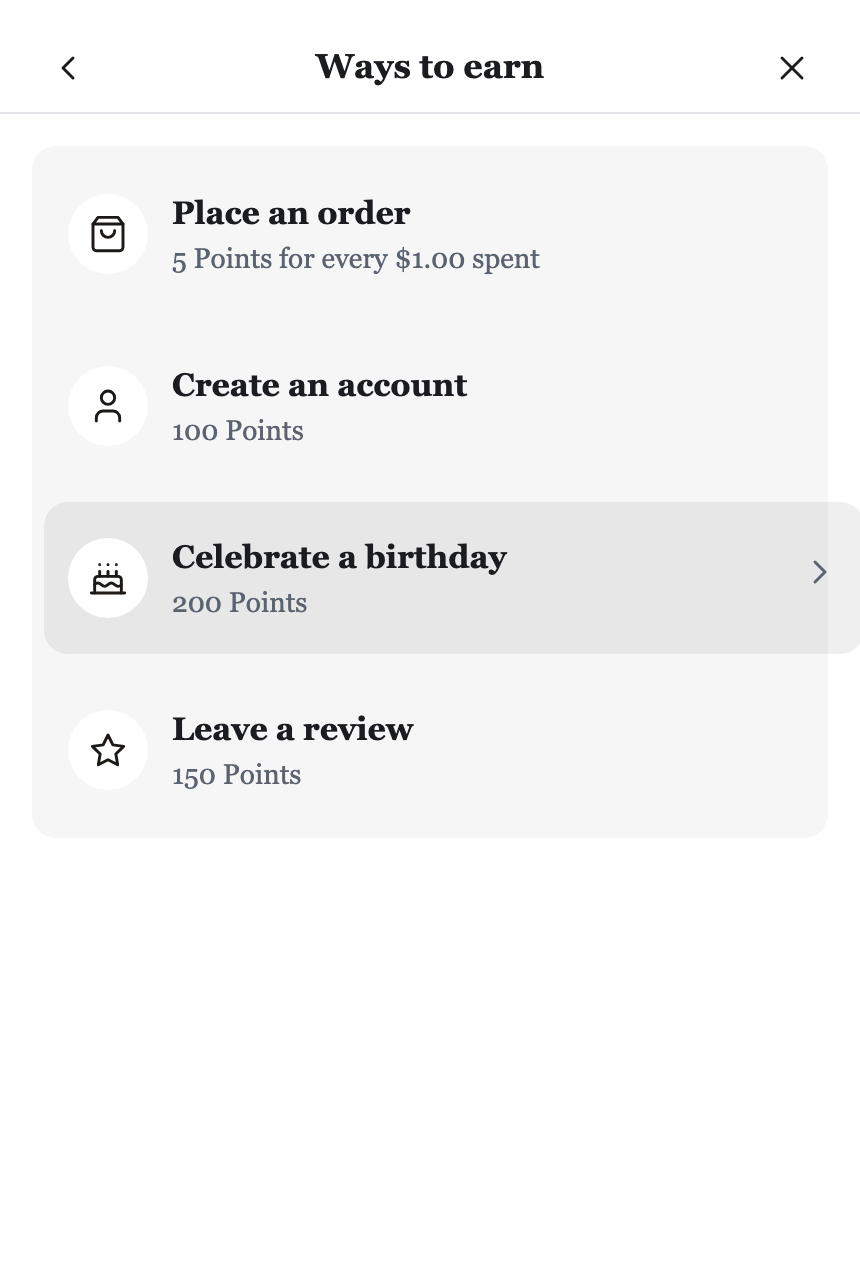 Ways to earn
Place an order
5 Points for every $1.00 spent
Create an account
100 Points
Celebrate a birthday
200 Points
Leave a review
150 Points